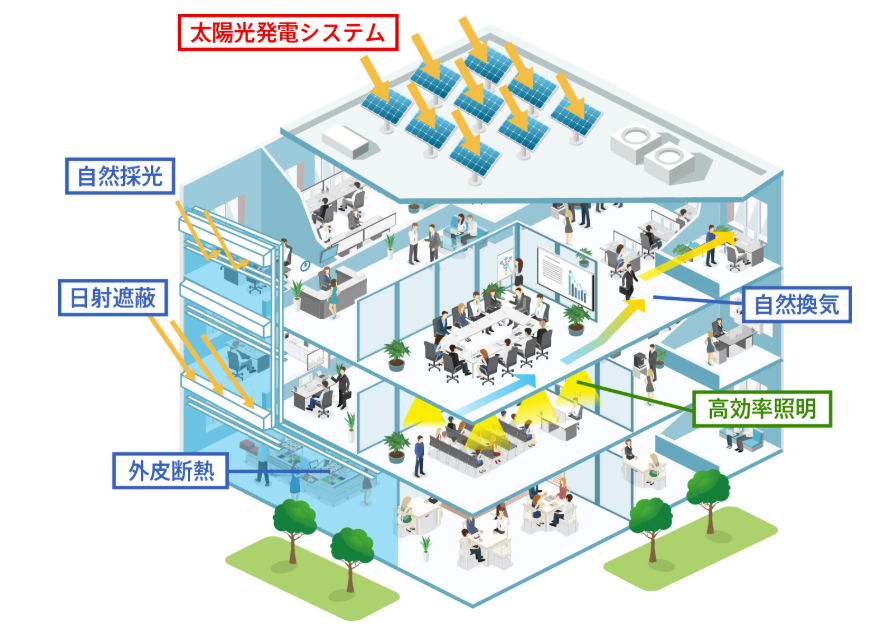 太陽光発電システム
自然採光
日射遮蔽
自然換気
高効率照明
外皮断熱